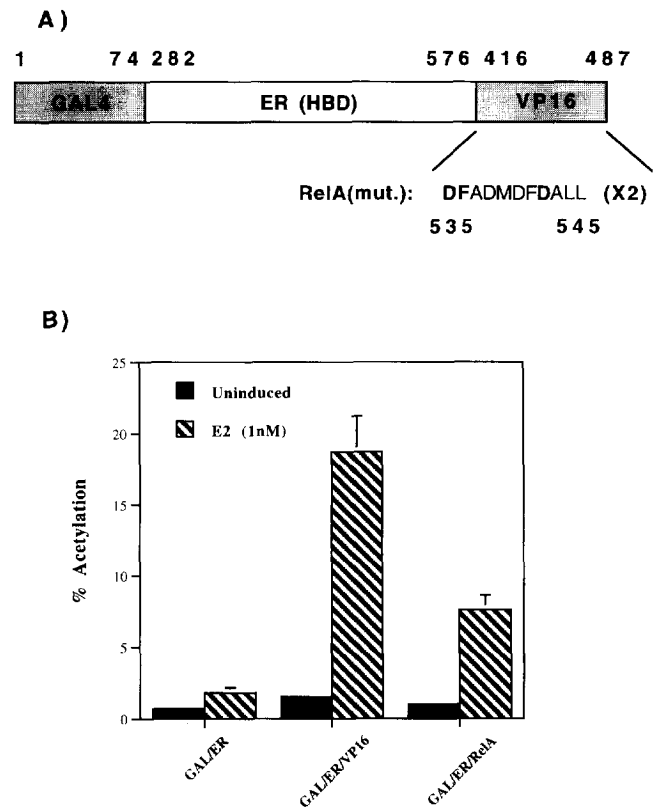 A)
1 74 282 576 416 487
GAL4 ER (HBD) VP16
RelA(mut.): DFADMDFDALL (X2)
535 545
B)
25
20
15
10
5
0
% Acetylation
Uninduced
E2 (1nM)
GAL/ER
GAL/ER/VP16
GAL/ER/RelA